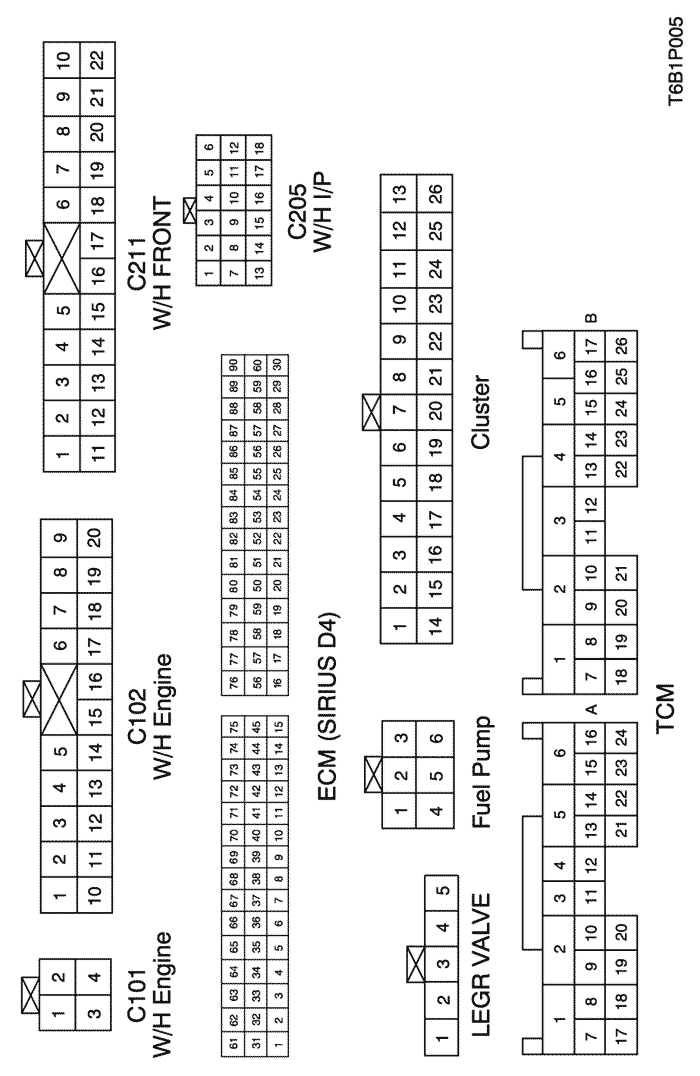 1 2
3 4
C101
W/H Engine
1 2 3 4 5 6 7 8 9
10 11 12 13 14 15 16 17 18 19 20
C102
W/H Engine
1 2 3 4 5 6 7 8 9 10
11 12 13 14 15 16 17 18 19 20 21 22
C211
W/H FRONT
61 62 63 64 65 66 67 68 69 70 71 72 73 74 75
31 32 33 34 35 36 37 38 39 40 41 42 43 44 45
1 2 3 4 5 6 7 8 9 10 11 12 13 14 15
76 77 78 79 80 81 82 83 84 85 86 87 88 89 90
56 57 58 59 50 51 52 53 54 55 56 57 58 59 60
16 17 18 19 20 21 22 23 24 25 26 27 28 29 30
ECM (SIRIUS D4)
1 2 3 4 5 6
7 8 9 10 11 12
13 14 15 16 17 18
C205
W/H I/P
1 2 3 4 5
LEGR VALVE
1 2 3
4 5 6
Fuel Pump
1 2 3 4 5 6 7 8 9 10 11 12 13
14 15 16 17 18 19 20 21 22 23 24 25 26
Cluster
1 2 3 4 5 6
7 8 9 10 11 12 13 14 15 16
17 18 19 20 21 22 23 24
A
1 2 3 4 5 6
7 8 9 10 11 12 13 14 15 16 17
18 19 20 21 22 23 24 25 26
B
TCM
T6B1P005